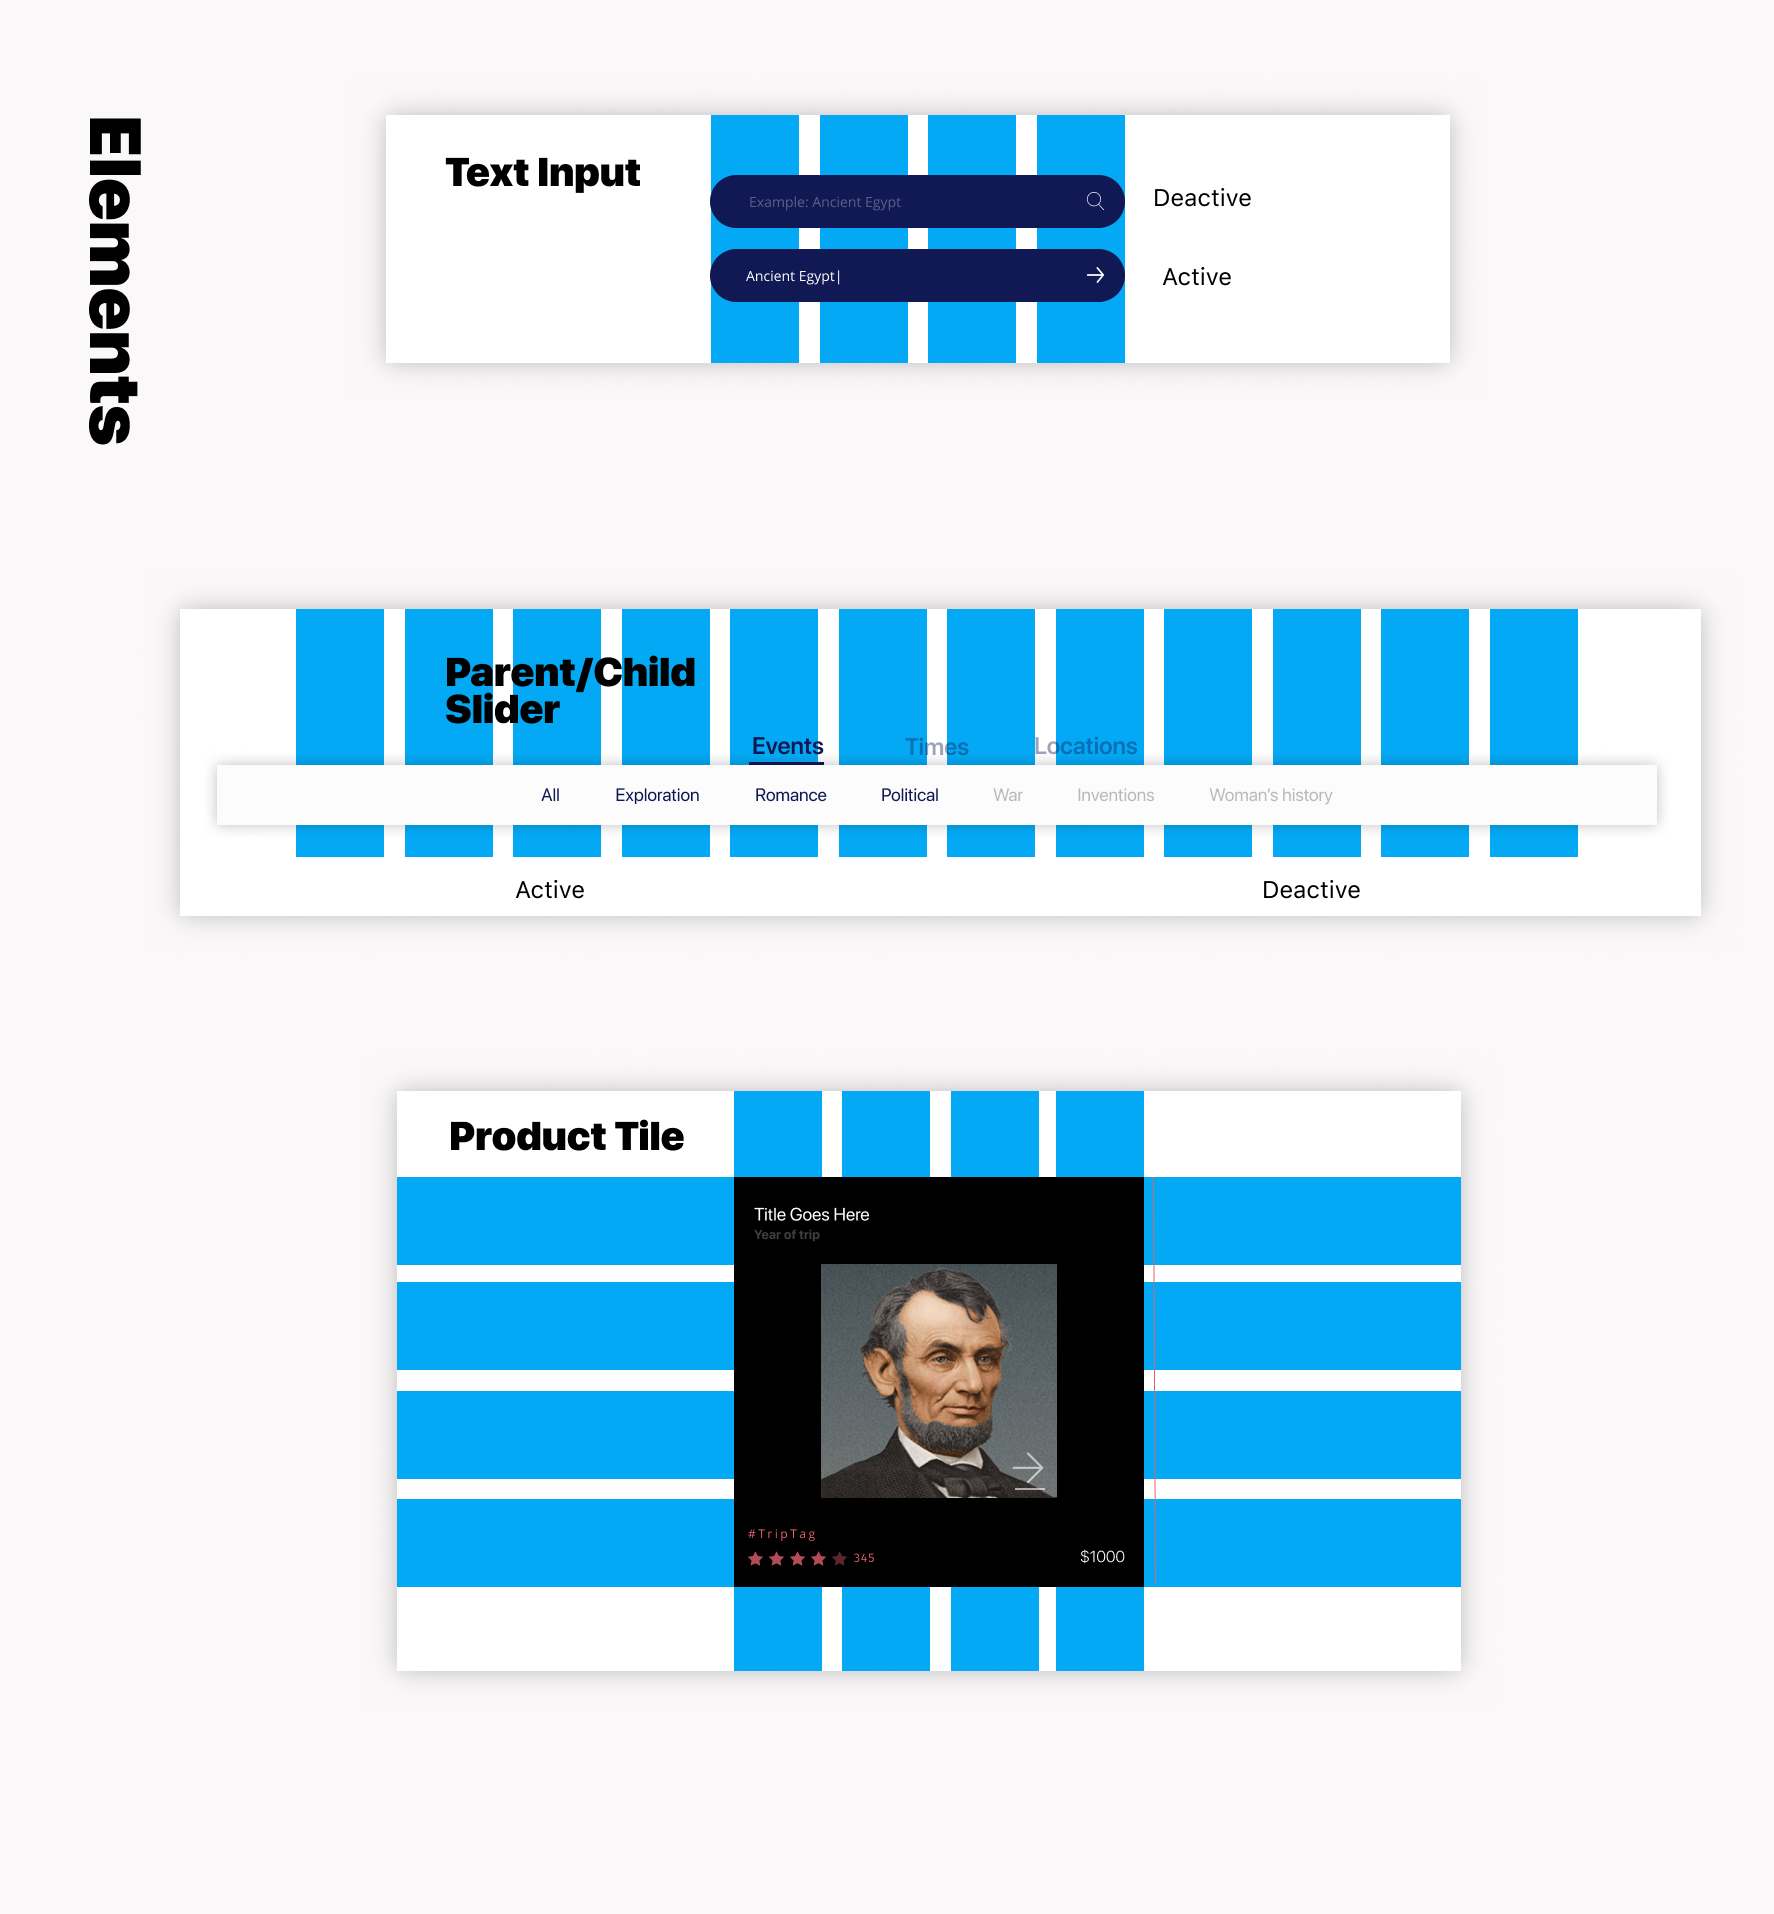 Elements
Text Input
Example: Ancient Egypt
Deactive
Ancient Egypt|
Active
Parent/Child
Slider
Events Times Locations
All Exploration Romance Political War Inventions Woman's history
Active Deactive
Product Tile
Title Goes Here
Year of trip
#TripTag
345 $1000